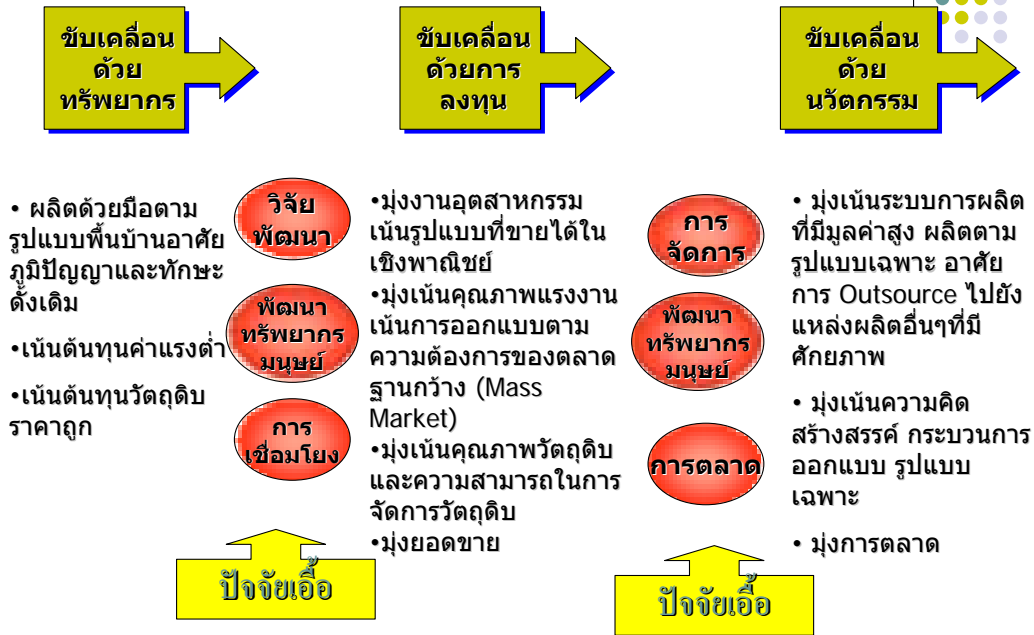 ขับเคลื่อน
ด้วย
ทรัพยากร
ขับเคลื่อน
ด้วยการ
ลงทุน
ขับเคลื่อน
ด้วย
นวัตกรรม
• ผลิตด้วยมือตาม
รูปแบบพื้นบ้านอาศัย
ภูมิปัญญาและทักษะ
ดั้งเดิม
•เน้นต้นทุนค่าแรงต่ำ
•เน้นต้นทุนวัตถุดิบ
ราคาถูก
วิจัย
พัฒนา
พัฒนา
ทรัพยากร
มนุษย์
การ
เชื่อมโยง
ปัจจัยเอื้อ
•มุ่งงานอุตสาหกรรม
เน้นรูปแบบที่ขายได้ใน
เชิงพาณิชย์
•มุ่งเน้นคุณภาพแรงงาน
เน้นการออกแบบตาม
ความต้องการของตลาด
ฐานกว้าง (Mass
Market)
•มุ่งเน้นคุณภาพวัตถุดิบ
และความสามารถในการ
จัดการวัตถุดิบ
•มุ่งยอดขาย
การ
จัดการ
พัฒนา
ทรัพยากร
มนุษย์
การตลาด
ปัจจัยเอื้อ
• มุ่งเน้นระบบการผลิต
ที่มีมูลค่าสูง ผลิตตาม
รูปแบบเฉพาะ อาศัย
การ Outsource ไปยัง
แหล่งผลิตอื่นๆที่มี
ศักยภาพ
• มุ่งเน้นความคิด
สร้างสรรค์ กระบวนการ
ออกแบบ รูปแบบ
เฉพาะ
• มุ่งการตลาด